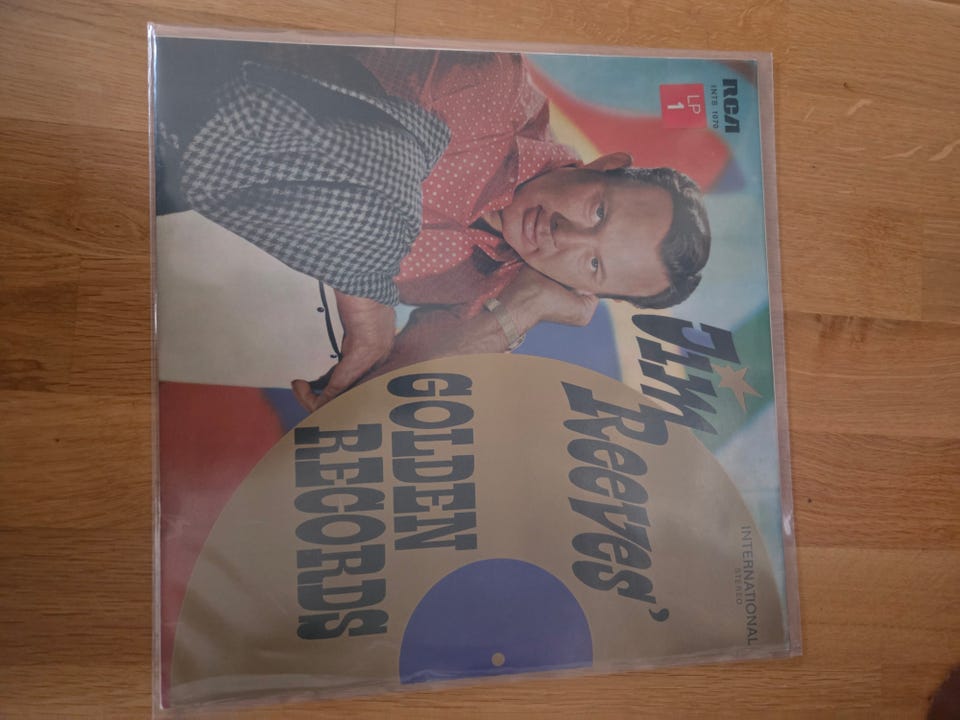 RCA
INTS 1070
LP
1
INTERNATIONAL
STEREO
Jim
Reeves'
GOLDEN
RECORDS